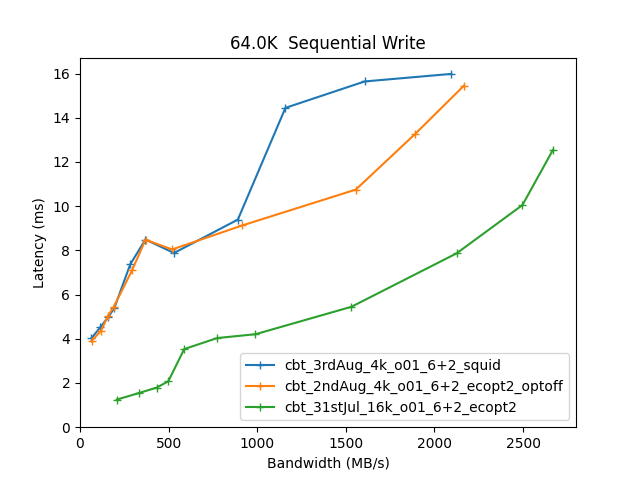 64.0K  Sequential Write
16
14
12
10
8
6
4
2
0
Latency (ms)
0 500 1000 1500 2000 2500
Bandwidth (MB/s)
cbt_3rdAug_4k_o01_6+2_squid
cbt_2ndAug_4k_o01_6+2_ecopt2_optoff
cbt_31stJul_16k_o01_6+2_ecopt2